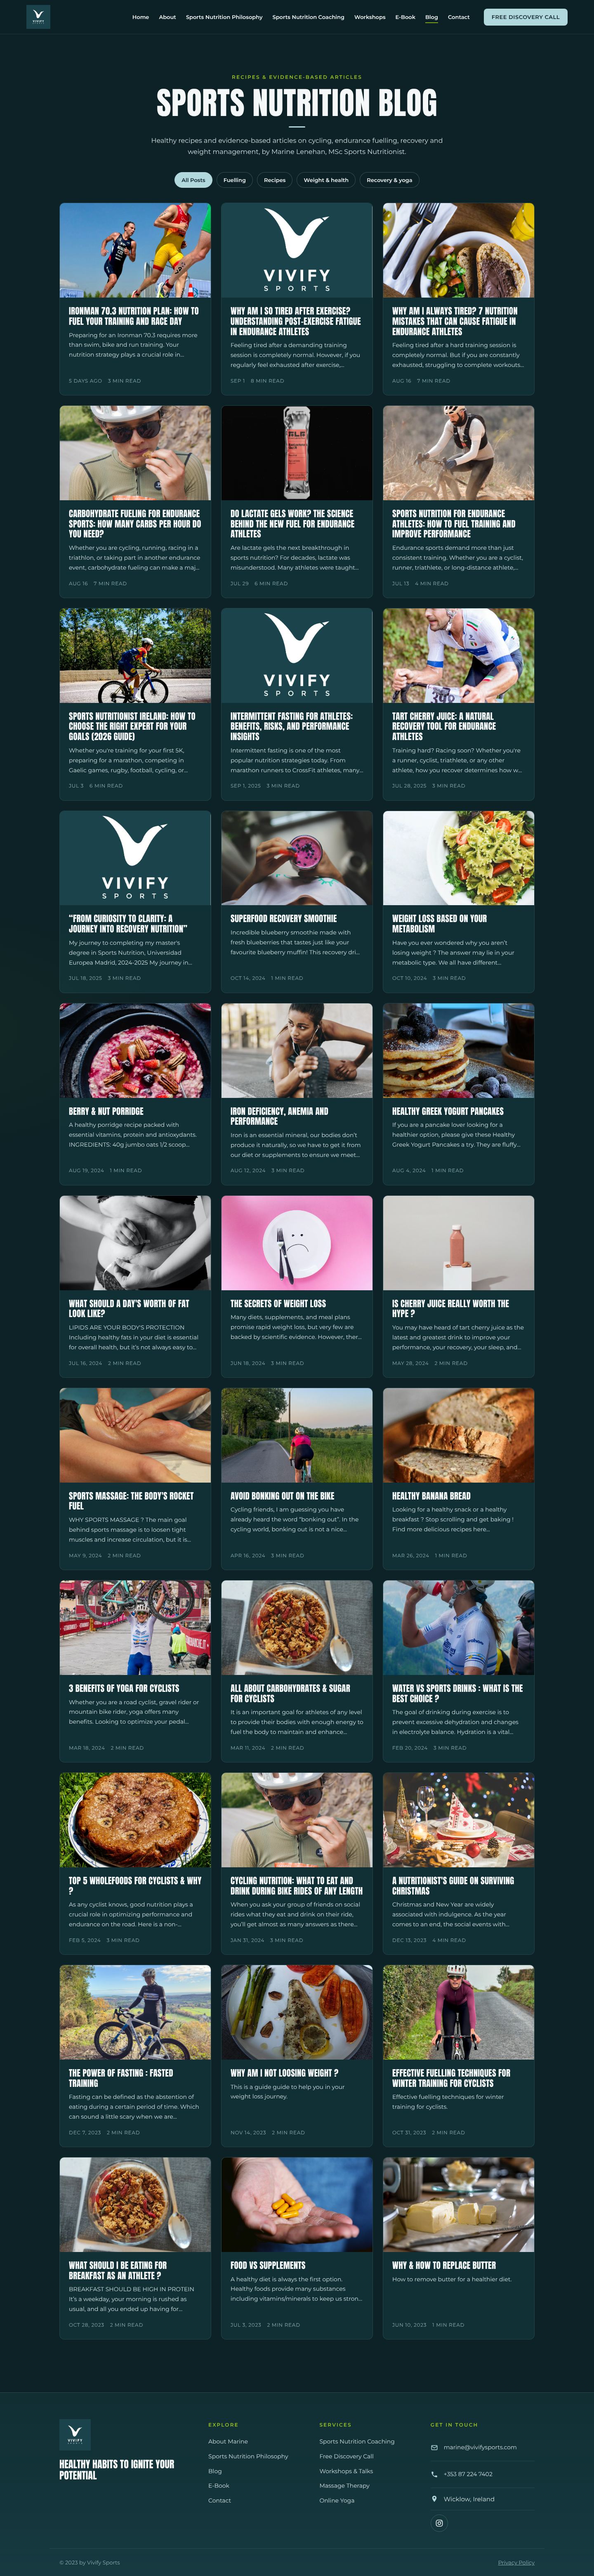 VIVIFY
SPORTS
Home About Sports Nutrition Philosophy Sports Nutrition Coaching Workshops E-Book Blog Contact FREE DISCOVERY CALL
RECIPES & EVIDENCE-BASED ARTICLES
SPORTS NUTRITION BLOG
Healthy recipes and evidence-based articles on cycling, endurance fuelling, recovery and
weight management, by Marine Lenehan, MSc Sports Nutritionist.
All Posts Fuelling Recipes Weight & health Recovery & yoga
IRONMAN 70.3 NUTRITION PLAN: HOW TO
FUEL YOUR TRAINING AND RACE DAY
Preparing for an Ironman 70.3 requires more
than swim, bike and run training. Your
nutrition strategy plays a crucial role in...
5 DAYS AGO 3 MIN READ
VIVIFY
SPORTS
WHY AM I SO TIRED AFTER EXERCISE?
UNDERSTANDING POST-EXERCISE FATIGUE
IN ENDURANCE ATHLETES
Feeling tired after a demanding training
session is completely normal. However, if you
regularly feel exhausted after exercise,...
SEP 1 8 MIN READ
WHY AM I ALWAYS TIRED? 7 NUTRITION
MISTAKES THAT CAN CAUSE FATIGUE IN
ENDURANCE ATHLETES
Feeling tired after a hard training session is
completely normal. But if you are constantly
exhausted, struggling to complete workouts...
AUG 16 7 MIN READ
CARBOHYDRATE FUELING FOR ENDURANCE
SPORTS: HOW MANY CARBS PER HOUR DO
YOU NEED?
Whether you are cycling, running, racing in a
triathlon, or taking part in another endurance
event, carbohydrate fueling can make a maj...
AUG 16 7 MIN READ
DO LACTATE GELS WORK? THE SCIENCE
BEHIND THE NEW FUEL FOR ENDURANCE
ATHLETES
Are lactate gels the next breakthrough in
sports nutrition? For decades, lactate was
misunderstood. Many athletes were taught...
JUL 29 6 MIN READ
SPORTS NUTRITION FOR ENDURANCE
ATHLETES: HOW TO FUEL TRAINING AND
IMPROVE PERFORMANCE
Endurance sports demand more than just
consistent training. Whether you are a cyclist,
runner, triathlete, or long-distance athlete,...
JUL 13 4 MIN READ
SPORTS NUTRITIONIST IRELAND: HOW TO
CHOOSE THE RIGHT EXPERT FOR YOUR
GOALS (2026 GUIDE)
Whether you're training for your first 5K,
preparing for a marathon, competing in
Gaelic games, rugby, football, cycling, or...
JUL 3 6 MIN READ
VIVIFY
SPORTS
INTERMITTENT FASTING FOR ATHLETES:
BENEFITS, RISKS, AND PERFORMANCE
INSIGHTS
Intermittent fasting is one of the most
popular nutrition strategies today. From
marathon runners to CrossFit athletes, many...
SEP 1, 2025 3 MIN READ
TART CHERRY JUICE: A NATURAL
RECOVERY TOOL FOR ENDURANCE
ATHLETES
Training hard? Racing soon? Whether you're
a runner, cyclist, triathlete, or any other
athlete, how you recover determines how w...
JUL 28, 2025 3 MIN READ
VIVIFY
SPORTS
"FROM CURIOSITY TO CLARITY: A
JOURNEY INTO RECOVERY NUTRITION"
My journey to completing my master's
degree in Sports Nutrition, Universidad
Europea Madrid, 2024-2025 My journey in...
JUL 18, 2025 3 MIN READ
SUPERFOOD RECOVERY SMOOTHIE
Incredible blueberry smoothie made with
fresh blueberries that tastes just like your
favourite blueberry muffin! This recovery dri...
OCT 14, 2024 1 MIN READ
WEIGHT LOSS BASED ON YOUR
METABOLISM
Have you ever wondered why you aren't
losing weight ? The answer may lie in your
metabolic type. We all have different...
OCT 10, 2024 3 MIN READ
BERRY & NUT PORRIDGE
A healthy porridge recipe packed with
essential vitamins, protein and antioxydants.
INGREDIENTS: 40g jumbo oats 1/2 scoop...
AUG 19, 2024 1 MIN READ
IRON DEFICIENCY, ANEMIA AND
PERFORMANCE
Iron is an essential mineral, our bodies don't
produce it naturally, so we have to get it from
our diet or supplements to ensure we meet...
AUG 12, 2024 3 MIN READ
HEALTHY GREEK YOGURT PANCAKES
If you are a pancake lover looking for a
healthier option, please give these Healthy
Greek Yogurt Pancakes a try. They are fluffy...
AUG 4, 2024 1 MIN READ
WHAT SHOULD A DAY'S WORTH OF FAT
LOOK LIKE?
LIPIDS ARE YOUR BODY'S PROTECTION
Including healthy fats in your diet is essential
for overall health, but it's not always easy to...
JUL 16, 2024 2 MIN READ
THE SECRETS OF WEIGHT LOSS
Many diets, supplements, and meal plans
promise rapid weight loss, but very few are
backed by scientific evidence. However, ther...
JUN 18, 2024 3 MIN READ
IS CHERRY JUICE REALLY WORTH THE
HYPE ?
You may have heard of tart cherry juice as the
latest and greatest drink to improve your
performance, your recovery, your sleep, and...
MAY 28, 2024 2 MIN READ
SPORTS MASSAGE: THE BODY'S ROCKET
FUEL
WHY SPORTS MASSAGE ? The main goal
behind sports massage is to loosen tight
muscles and increase circulation, but it is...
MAY 9, 2024 2 MIN READ
AVOID BONKING OUT ON THE BIKE
Cycling friends, I am guessing you have
already heard the word "bonking out". In the
cycling world, bonking out is not a nice...
APR 16, 2024 3 MIN READ
HEALTHY BANANA BREAD
Looking for a healthy snack or a healthy
breakfast ? Stop scrolling and get baking !
Find more delicious recipes here...
MAR 26, 2024 1 MIN READ
3 BENEFITS OF YOGA FOR CYCLISTS
Whether you are a road cyclist, gravel rider or
mountain bike rider, yoga offers many
benefits. Looking to optimize your pedal...
MAR 18, 2024 2 MIN READ
ALL ABOUT CARBOHYDRATES & SUGAR
FOR CYCLISTS
It is an important goal for athletes of any level
to provide their bodies with enough energy to
fuel the body to maintain and enhance...
MAR 11, 2024 2 MIN READ
WATER VS SPORTS DRINKS : WHAT IS THE
BEST CHOICE ?
The goal of drinking during exercise is to
prevent excessive dehydration and changes
in electrolyte balance. Hydration is a vital...
FEB 20, 2024 3 MIN READ
TOP 5 WHOLEFOODS FOR CYCLISTS & WHY
?
As any cyclist knows, good nutrition plays a
crucial role in optimizing performance and
endurance on the road. Here is a non-...
FEB 5, 2024 3 MIN READ
CYCLING NUTRITION: WHAT TO EAT AND
DRINK DURING BIKE RIDES OF ANY LENGTH
When you ask your group of friends on social
rides what they eat and drink on their ride,
you'll get almost as many answers as there...
JAN 31, 2024 5 MIN READ
A NUTRITIONIST'S GUIDE ON SURVIVING
CHRISTMAS
Christmas and New Year are widely
associated with indulgence. As the year
comes to an end, the social events with...
DEC 13, 2023 4 MIN READ
THE POWER OF FASTING : FASTED
TRAINING
Fasting can be defined as the abstention of
eating during a certain period of time. Which
can sound a little scary when we are...
DEC 7, 2023 2 MIN READ
WHY AM I NOT LOOSING WEIGHT ?
This is a guide guide to help you in your
weight loss journey.
NOV 14, 2023 2 MIN READ
EFFECTIVE FUELLING TECHNIQUES FOR
WINTER TRAINING FOR CYCLISTS
Effective fuelling techniques for winter
training for cyclists.
OCT 31, 2023 2 MIN READ
WHAT SHOULD I BE EATING FOR
BREAKFAST AS AN ATHLETE ?
BREAKFAST SHOULD BE HIGH IN PROTEIN
It's a weekday, your morning is rushed as
usual, and all you ended up having for...
OCT 28, 2023 2 MIN READ
FOOD VS SUPPLEMENTS
A healthy diet is always the first option.
Healthy foods provide many substances
including vitamins/minerals to keep us stron...
JUL 3, 2023 2 MIN READ
WHY & HOW TO REPLACE BUTTER
How to remove butter for a healthier diet.
JUN 10, 2023 1 MIN READ
VIVIFY
SPORTS
HEALTHY HABITS TO IGNITE YOUR
POTENTIAL
EXPLORE
About Marine
Sports Nutrition Philosophy
Blog
E-Book
Contact
SERVICES
Sports Nutrition Coaching
Free Discovery Call
Workshops & Talks
Massage Therapy
Online Yoga
GET IN TOUCH
marine@vivifysports.com
+353 87 224 7402
Wicklow, Ireland
© 2023 by Vivify Sports
Privacy Policy